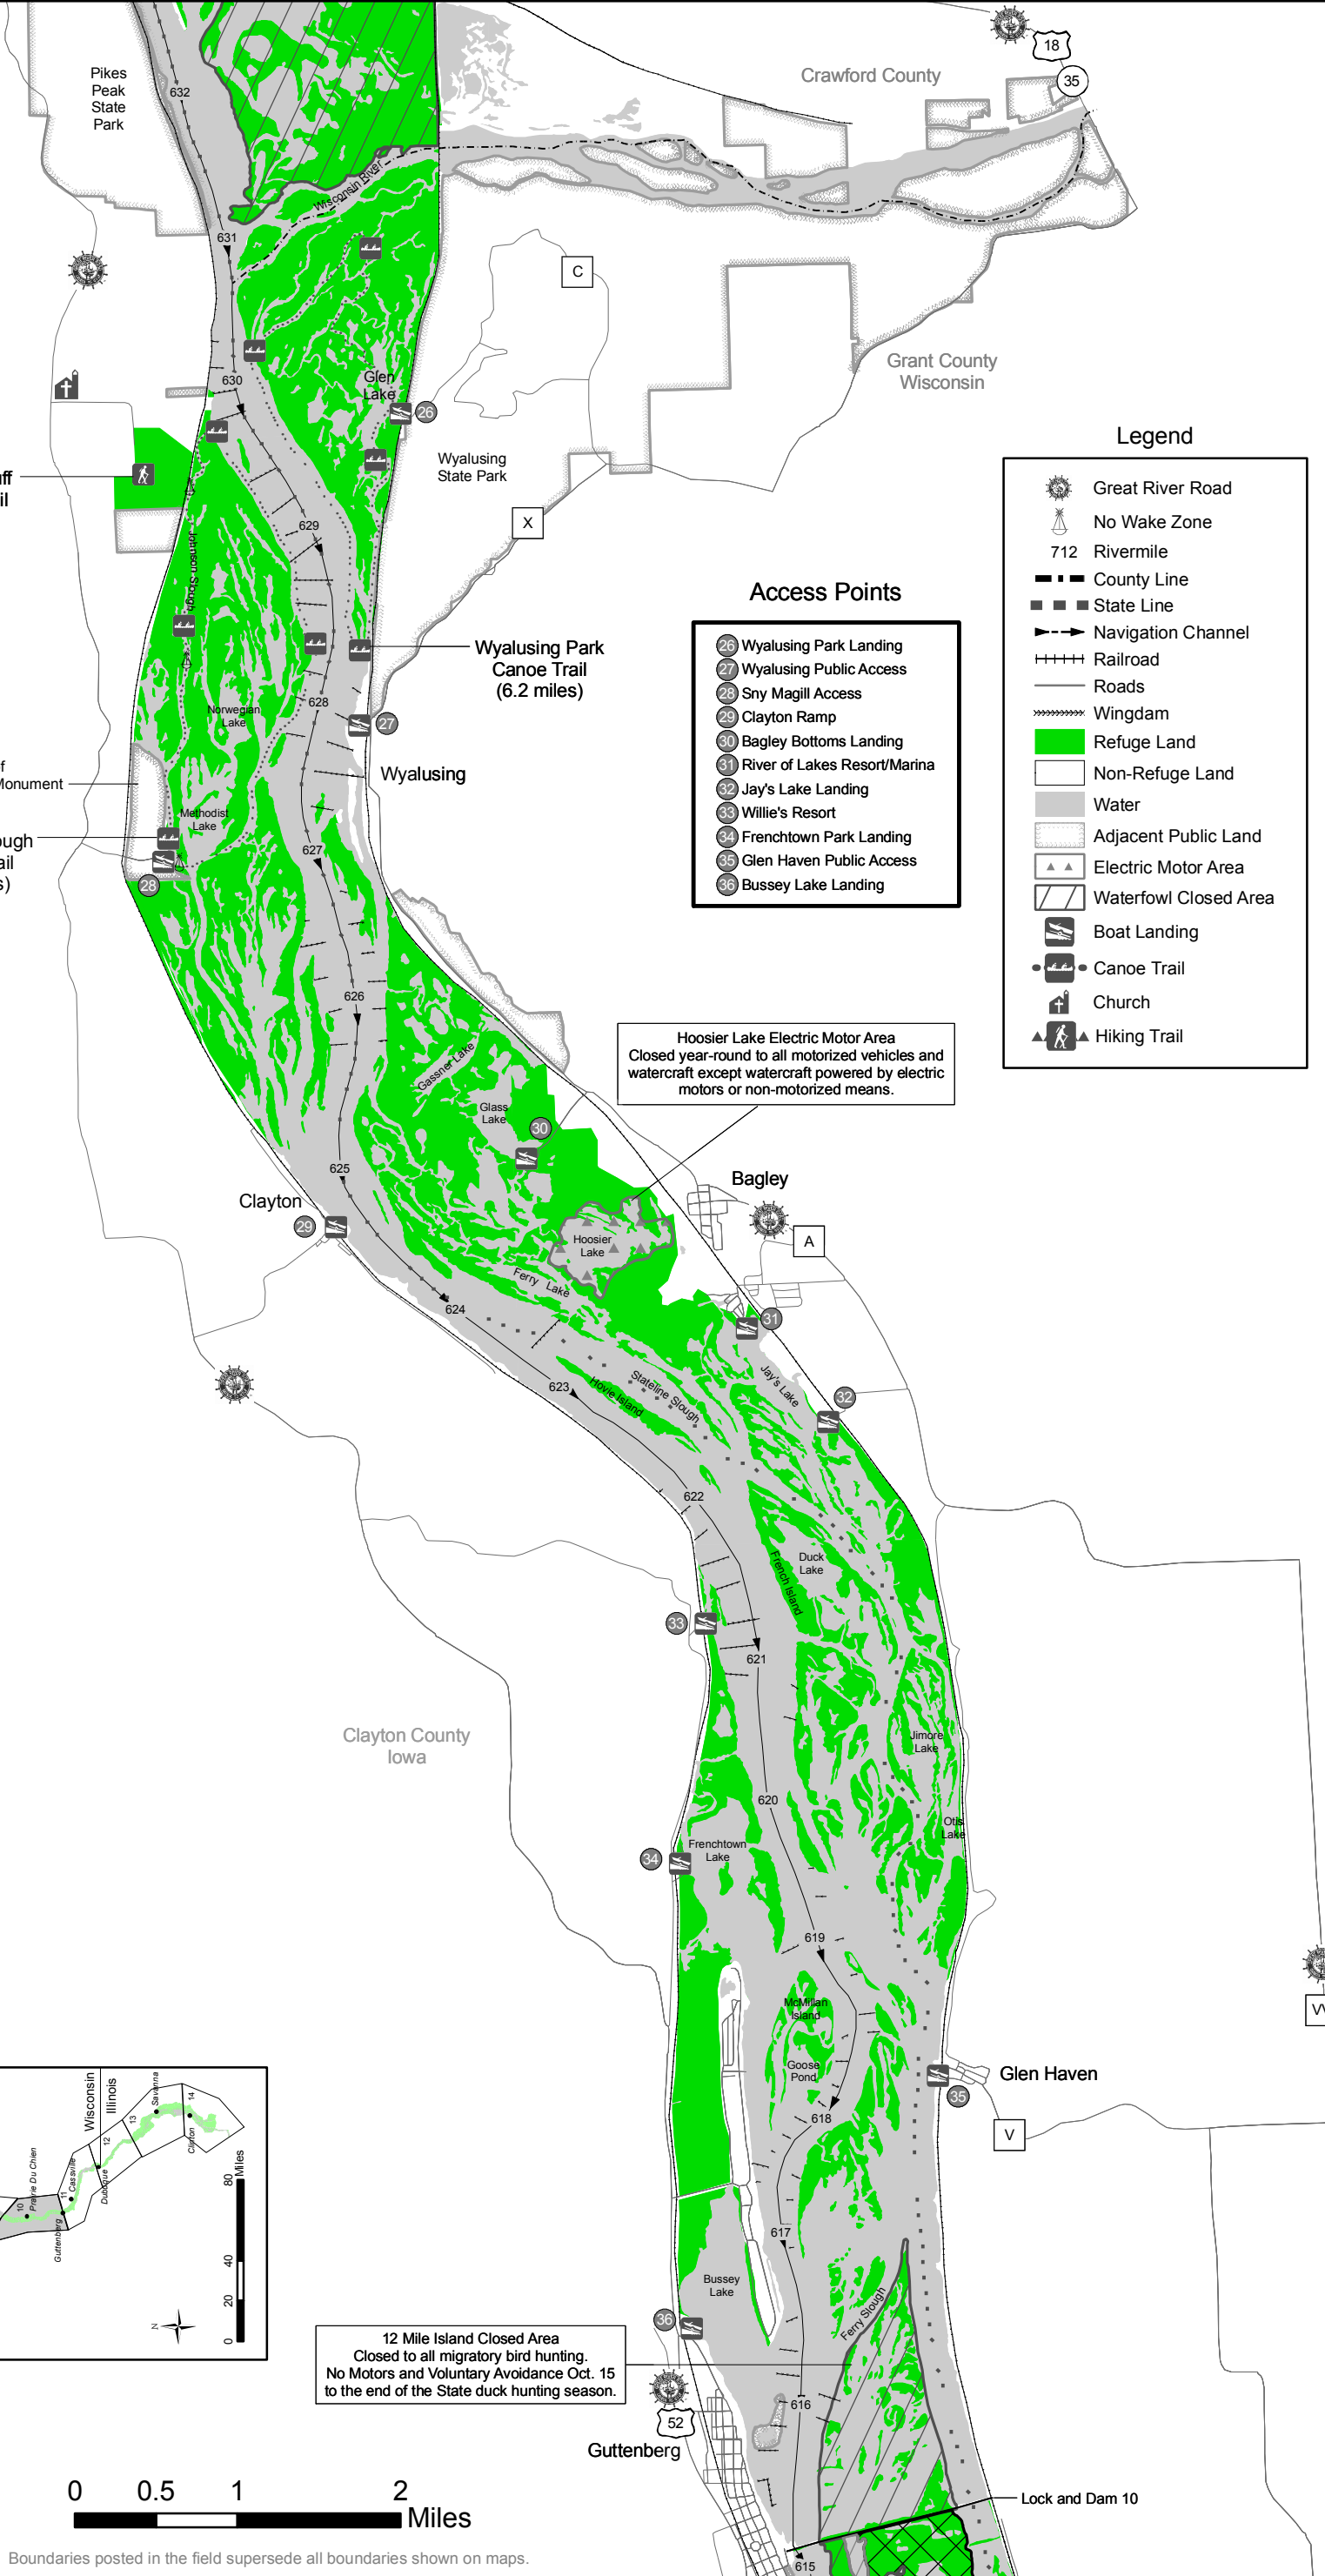 Pikes
Peak
State
Park
632
Crawford County
18
35
Wisconsin River
631
C
Grant County
Wisconsin
630
Glen
Lake
26
Wyalusing
State Park
uff
il
X
629
Johnson Slough
Wyalusing Park
Canoe Trail
(6.2 miles)
628
Norwegian
Lake
27
Wyalusing
f
Monument
Methodist
Lake
ough
ail
s)
627
28
626
Gassner Lake
Glass
Lake
30
625
Clayton
29
Hoosier Lake Electric Motor Area
Closed year-round to all motorized vehicles and
watercraft except watercraft powered by electric
motors or non-motorized means.
Bagley
A
Hoosier
Lake
Ferry Lake
624
31
Jay's Lake
Stateline Slough
Hovie Island
623
32
622
Duck
Lake
French Island
33
621
Clayton County
Iowa
Jimore
Lake
620
Otis
Lake
Frenchtown
Lake
34
619
McMillan
Island
Goose
Pond
Glen Haven
35
V
VV
618
617
Bussey
Lake
36
Ferry Slough
12 Mile Island Closed Area
Closed to all migratory bird hunting.
No Motors and Voluntary Avoidance Oct. 15
to the end of the State duck hunting season.
616
52
Guttenberg
Lock and Dam 10
615
Access Points
26 Wyalusing Park Landing
27 Wyalusing Public Access
28 Sny Magill Access
29 Clayton Ramp
30 Bagley Bottoms Landing
31 River of Lakes Resort/Marina
32 Jay's Lake Landing
33 Willie's Resort
34 Frenchtown Park Landing
35 Glen Haven Public Access
36 Bussey Lake Landing
Legend
Great River Road
No Wake Zone
712 Rivermile
County Line
State Line
Navigation Channel
Railroad
Roads
Wingdam
Refuge Land
Non-Refuge Land
Water
Adjacent Public Land
Electric Motor Area
Waterfowl Closed Area
Boat Landing
Canoe Trail
Church
Hiking Trail
Wisconsin
Illinois
Savanna
14
13
12
Clinton
Prairie Du Chien
10
Cassville
11
Dubuque
Guttenberg
N
0 20 40 80 Miles
0 0.5 1 2
Miles
Boundaries posted in the field supersede all boundaries shown on maps.